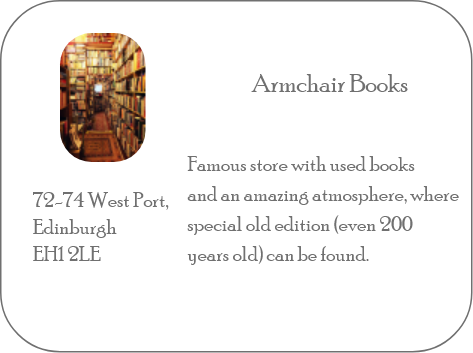 Armchair Books
Famous store with used books
and an amazing atmosphere, where
special old edition (even 200
years old) can be found.
72-74 West Port,
Edinburgh
EH1 2LE